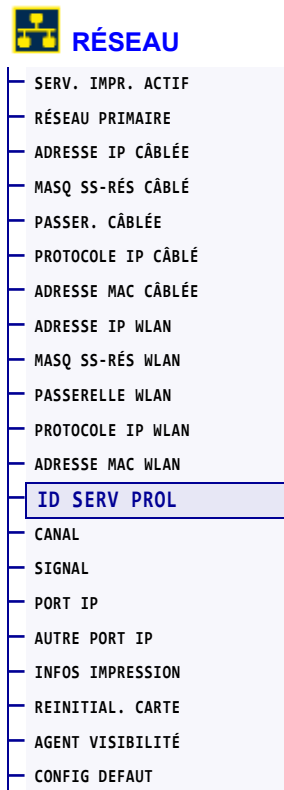 RÉSEAU
SERV. IMPR. ACTIF
RÉSEAU PRIMAIRE
ADRESSE IP CÂBLÉE
MASQ SS-RÉS CÂBLÉ
PASSER. CÂBLÉE
PROTOCOLE IP CÂBLÉ
ADRESSE MAC CÂBLÉE
ADRESSE IP WLAN
MASQ SS-RÉS WLAN
PASSERELLE WLAN
PROTOCOLE IP WLAN
ADRESSE MAC WLAN
ID SERV PROL
CANAL
SIGNAL
PORT IP
AUTRE PORT IP
INFOS IMPRESSION
REINITIAL. CARTE
AGENT VISIBILITÉ
CONFIG DEFAUT